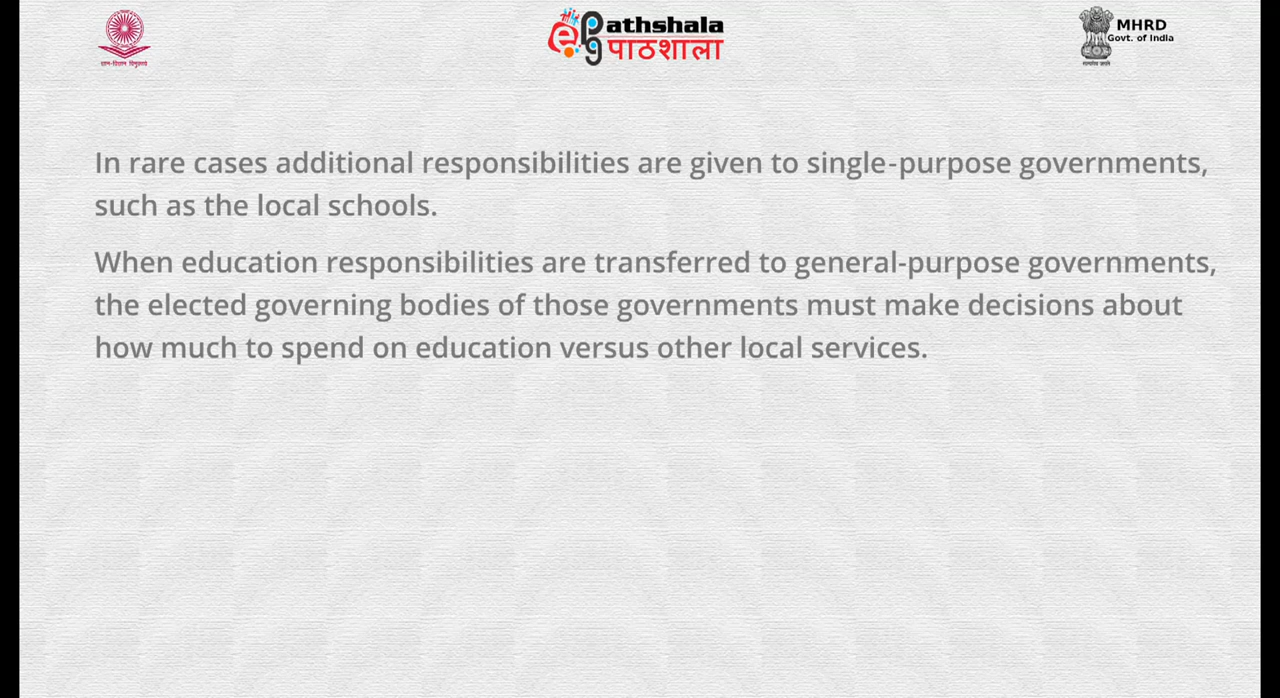 ePathshala
पाठशाला
MHRD
Govt. of India
In rare cases additional responsibilities are given to single-purpose governments,
such as the local schools.
When education responsibilities are transferred to general-purpose governments,
the elected governing bodies of those governments must make decisions about
how much to spend on education versus other local services.